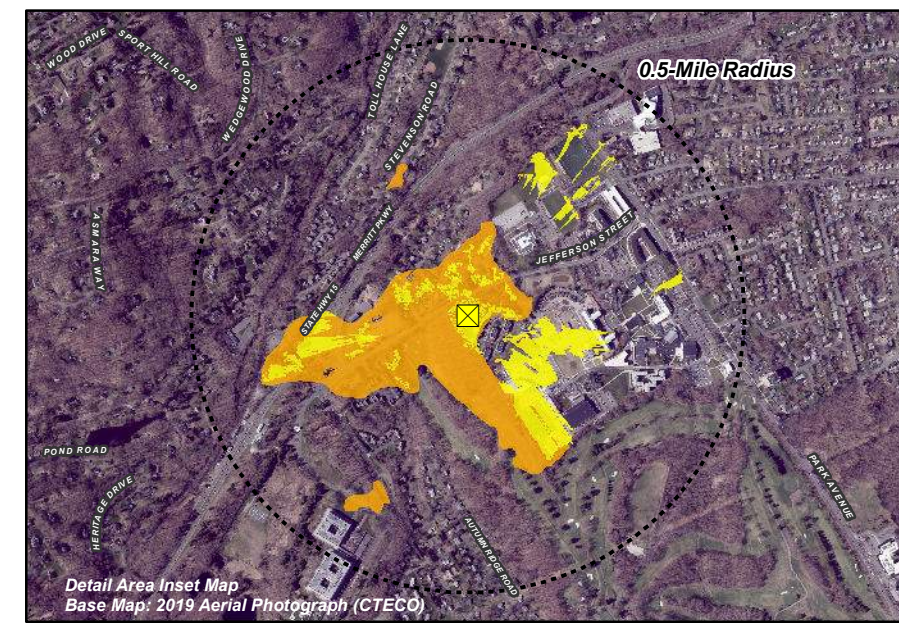 WOOD DRIVE
SPORT HILL ROAD
WEDGEWOOD DRIVE
TOLL HOUSE LANE
STEVENSON ROAD
0.5-Mile Radius
ASMARA WAY
MERRITT PKWY
JEFFERSON STREET
STATE HWY 15
POND ROAD
HERITAGE DRIVE
AUTUMN RIDGE ROAD
PARK AVENUE
Detail Area Inset Map
Base Map: 2019 Aerial Photograph (CTECO)